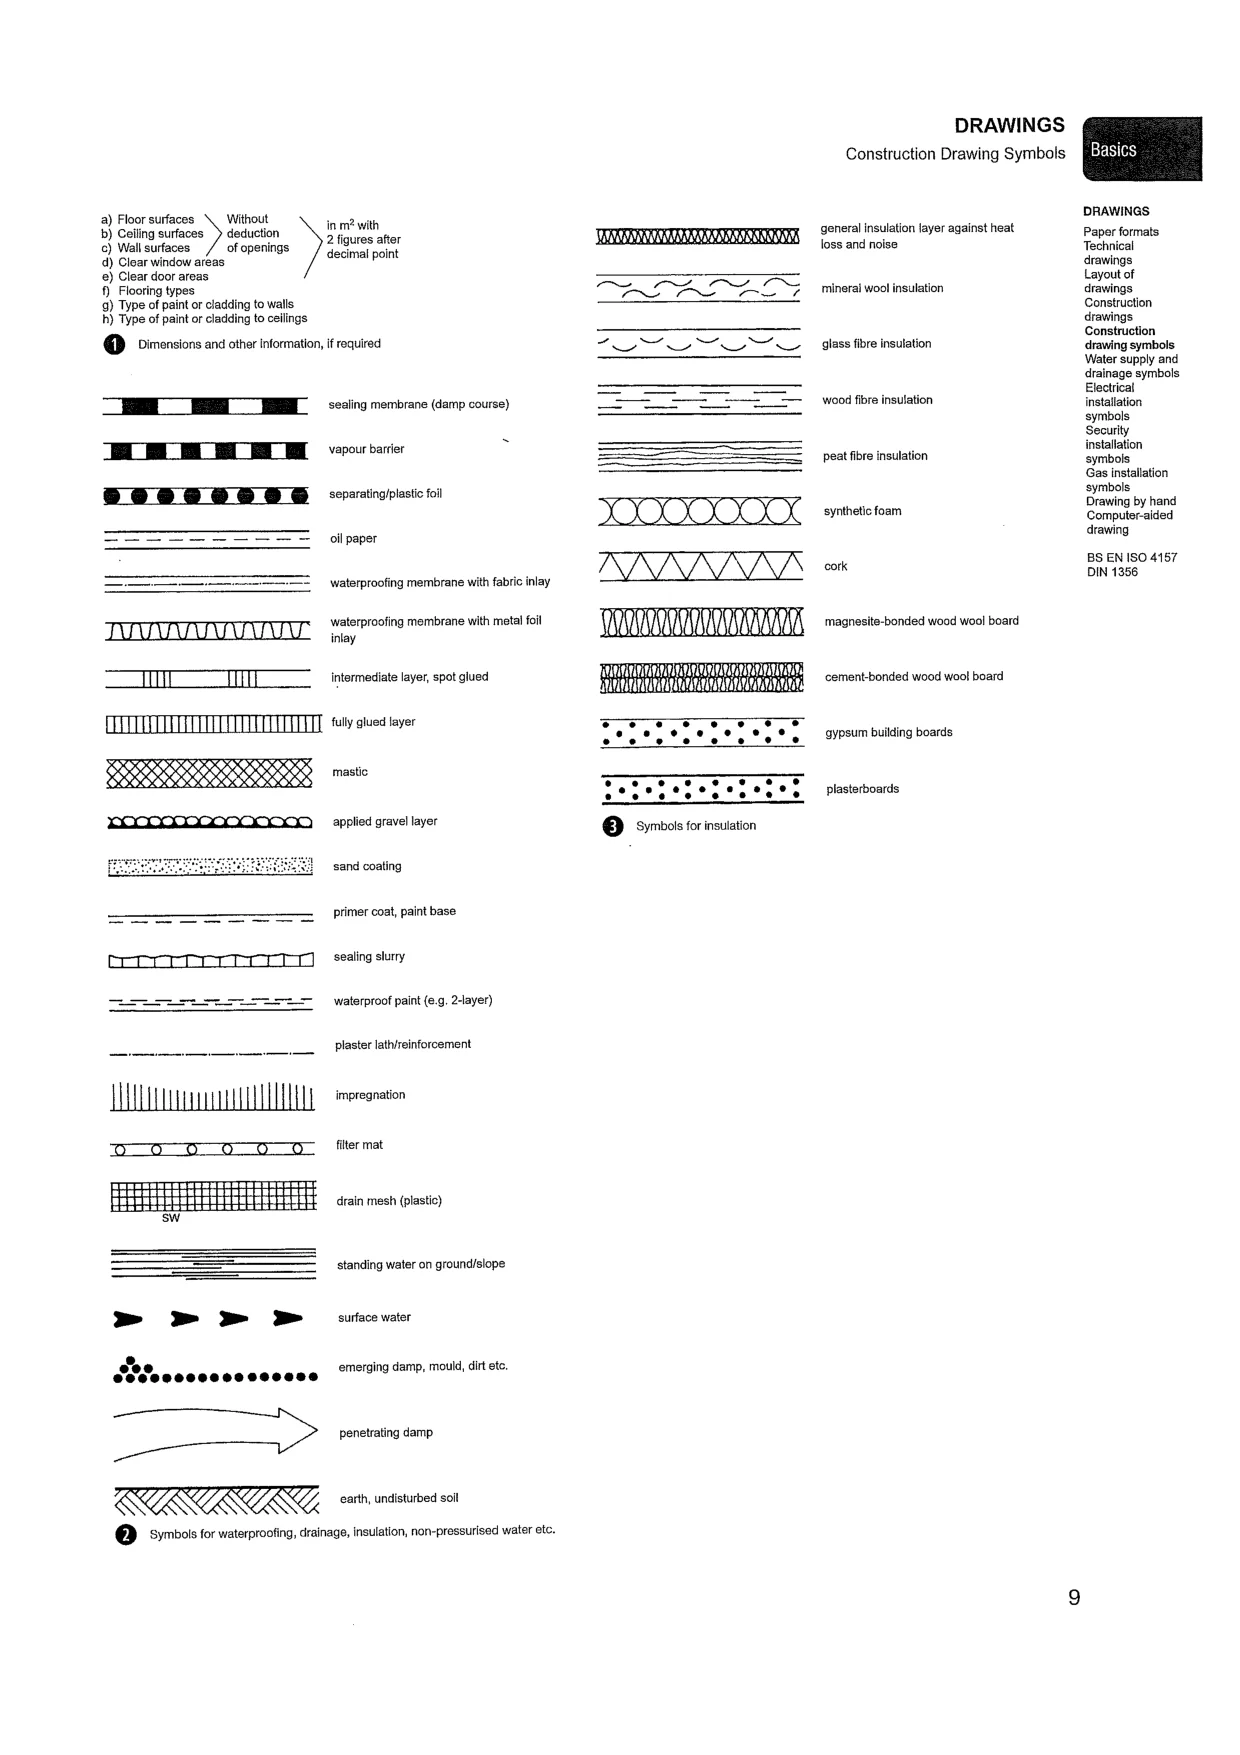 DRAWINGS
Construction Drawing Symbols
Basics
a) Floor surfaces
b) Ceiling surfaces
c) Wall surfaces
d) Clear window areas
e) Clear door areas
f) Flooring types
g) Type of paint or cladding to walls
h) Type of paint or cladding to ceilings
Without
deduction
of openings
in m² with
2 figures after
decimal point
1 Dimensions and other information, if required
sealing membrane (damp course)
vapour barrier
separating/plastic foil
oil paper
waterproofing membrane with fabric inlay
waterproofing membrane with metal foil
inlay
intermediate layer, spot glued
fully glued layer
mastic
applied gravel layer
sand coating
primer coat, paint base
sealing slurry
waterproof paint (e.g. 2-layer)
plaster lath/reinforcement
impregnation
filter mat
drain mesh (plastic)
SW
standing water on ground/slope
surface water
emerging damp, mould, dirt etc.
penetrating damp
earth, undisturbed soil
2 Symbols for waterproofing, drainage, insulation, non-pressurised water etc.
general insulation layer against heat
loss and noise
mineral wool insulation
glass fibre insulation
wood fibre insulation
peat fibre insulation
synthetic foam
cork
magnesite-bonded wood wool board
cement-bonded wood wool board
gypsum building boards
plasterboards
3 Symbols for insulation
DRAWINGS
Paper formats
Technical
drawings
Layout of
drawings
Construction
drawings
Construction
drawing symbols
Water supply and
drainage symbols
Electrical
installation
symbols
Security
installation
symbols
Gas installation
symbols
Drawing by hand
Computer-aided
drawing
BS EN ISO 4157
DIN 1356
9